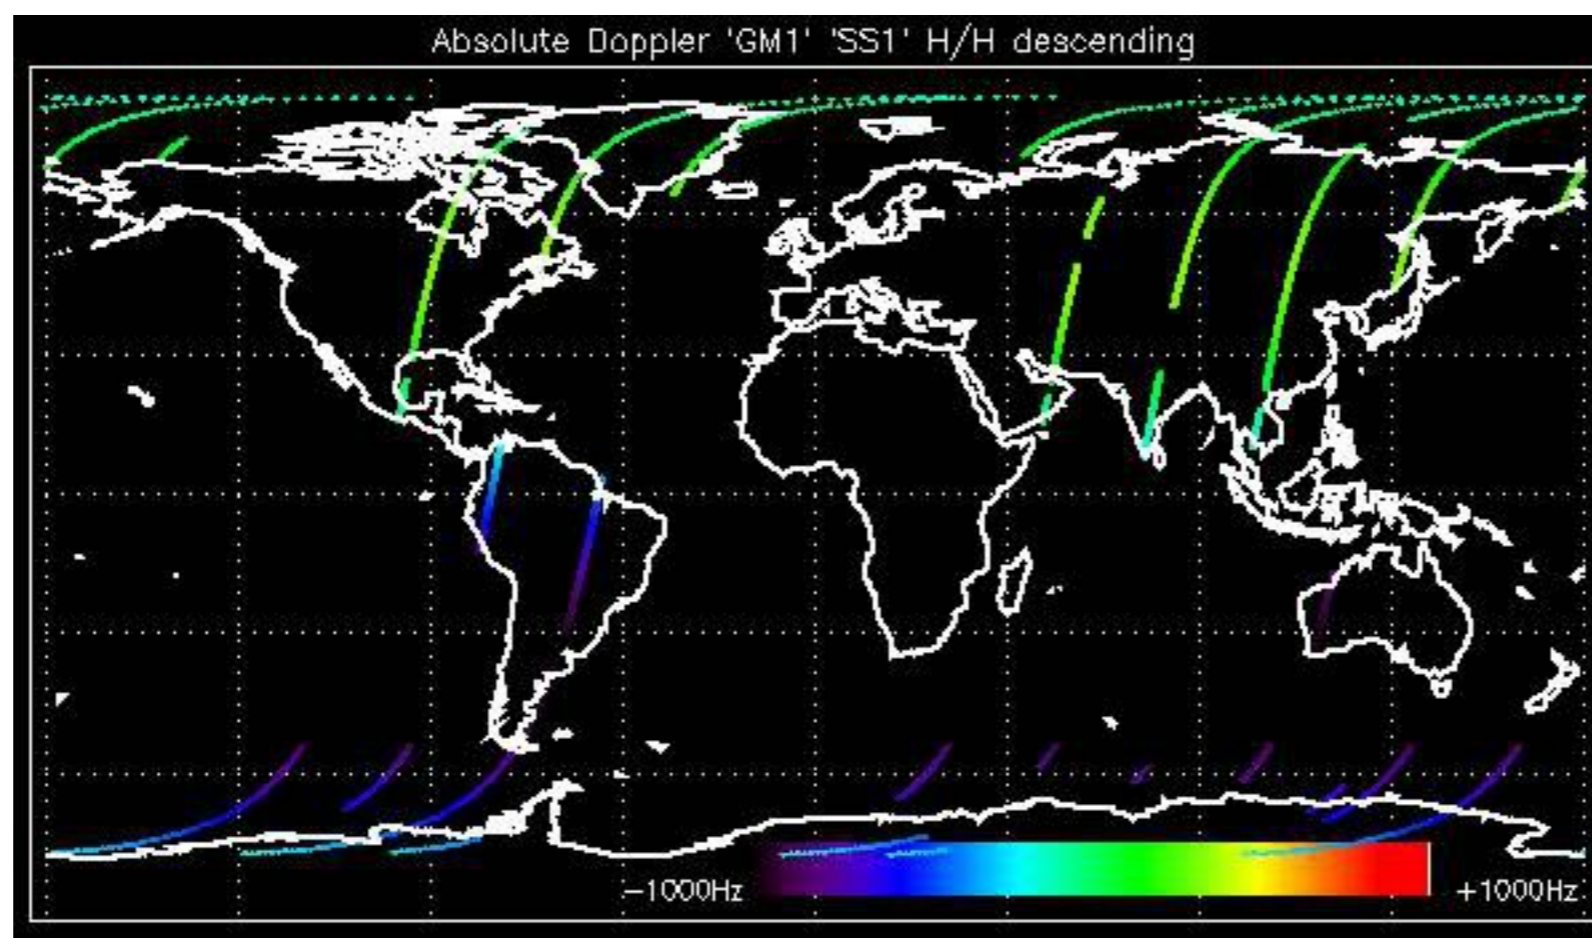 Absolute Doppler 'GM1' 'SS1' H/H descending
-1000Hz
+1000Hz